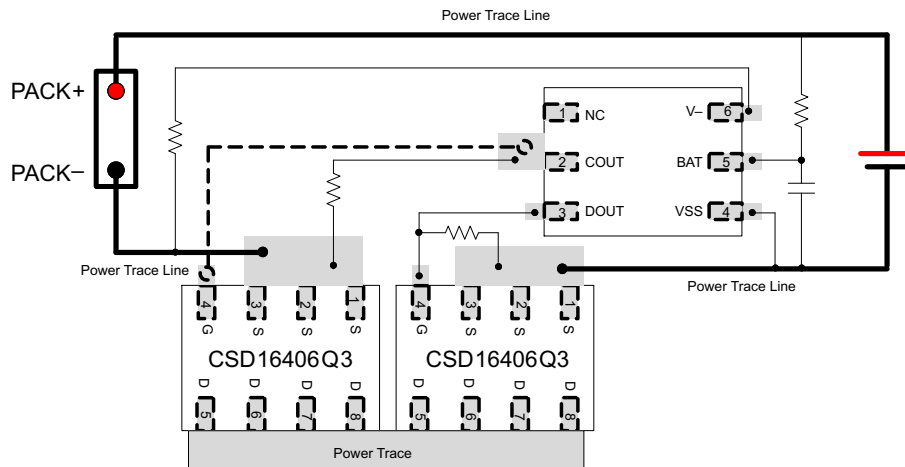 Power Trace Line
PACK+
PACK–
1 NC
V– 6
2 COUT
BAT 5
3 DOUT
VSS 4
Power Trace Line
Power Trace Line
4 3 2 1
G S S S
4 3 2 1
G S S S
CSD16406Q3
CSD16406Q3
D D D D
5 6 7 8
D D D D
5 6 7 8
Power Trace